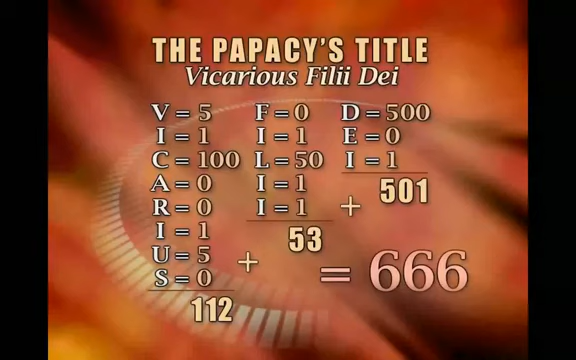 THE PAPACY'S TITLE
Vicarious Filii Dei
V = 5
I = 1
C = 100
A = 0
R = 0
I = 1
U = 5
S = 0
112
+
F = 0
I = 1
L = 50
I = 1
I = 1
53
+
D = 500
E = 0
I = 1
501
= 666